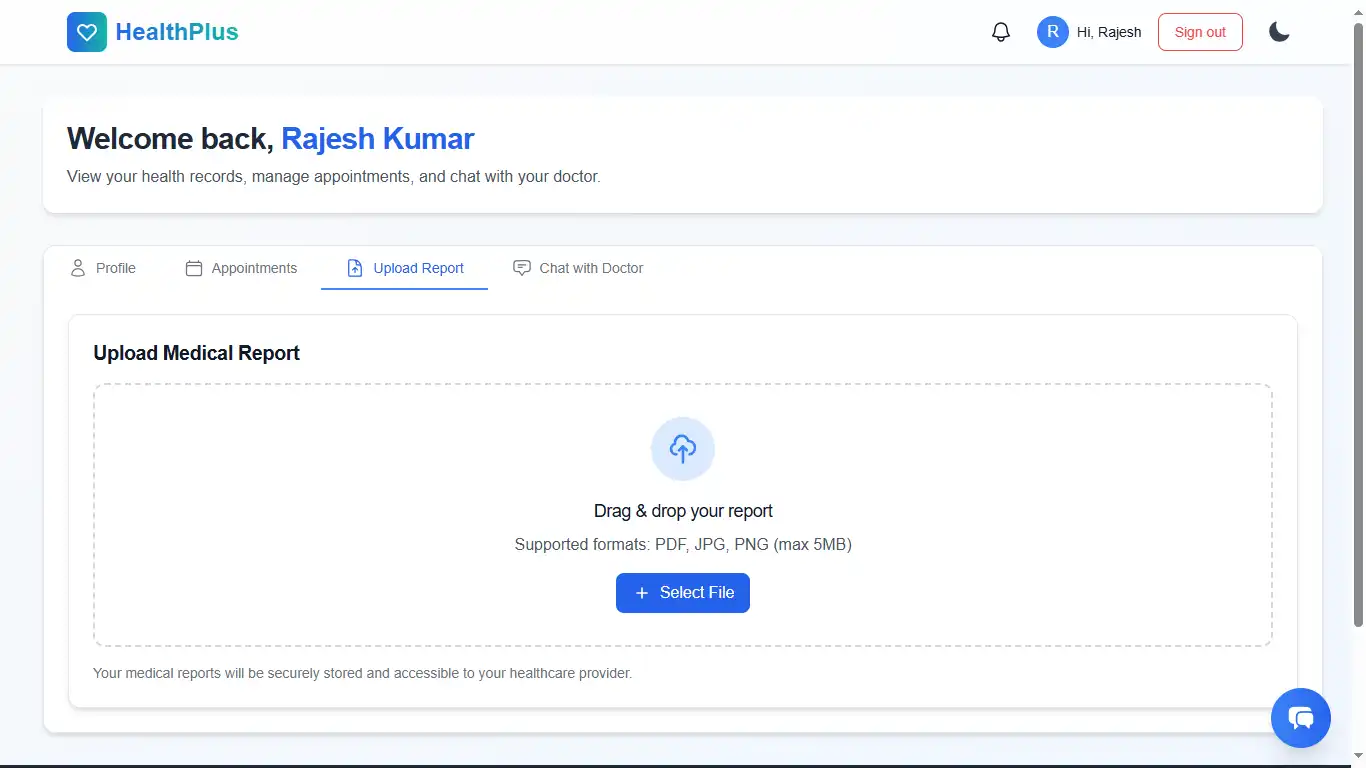 HealthPlus
R Hi, Rajesh Sign out
Welcome back, Rajesh Kumar
View your health records, manage appointments, and chat with your doctor.
Profile Appointments Upload Report Chat with Doctor
Upload Medical Report
Drag & drop your report
Supported formats: PDF, JPG, PNG (max 5MB)
+ Select File
Your medical reports will be securely stored and accessible to your healthcare provider.